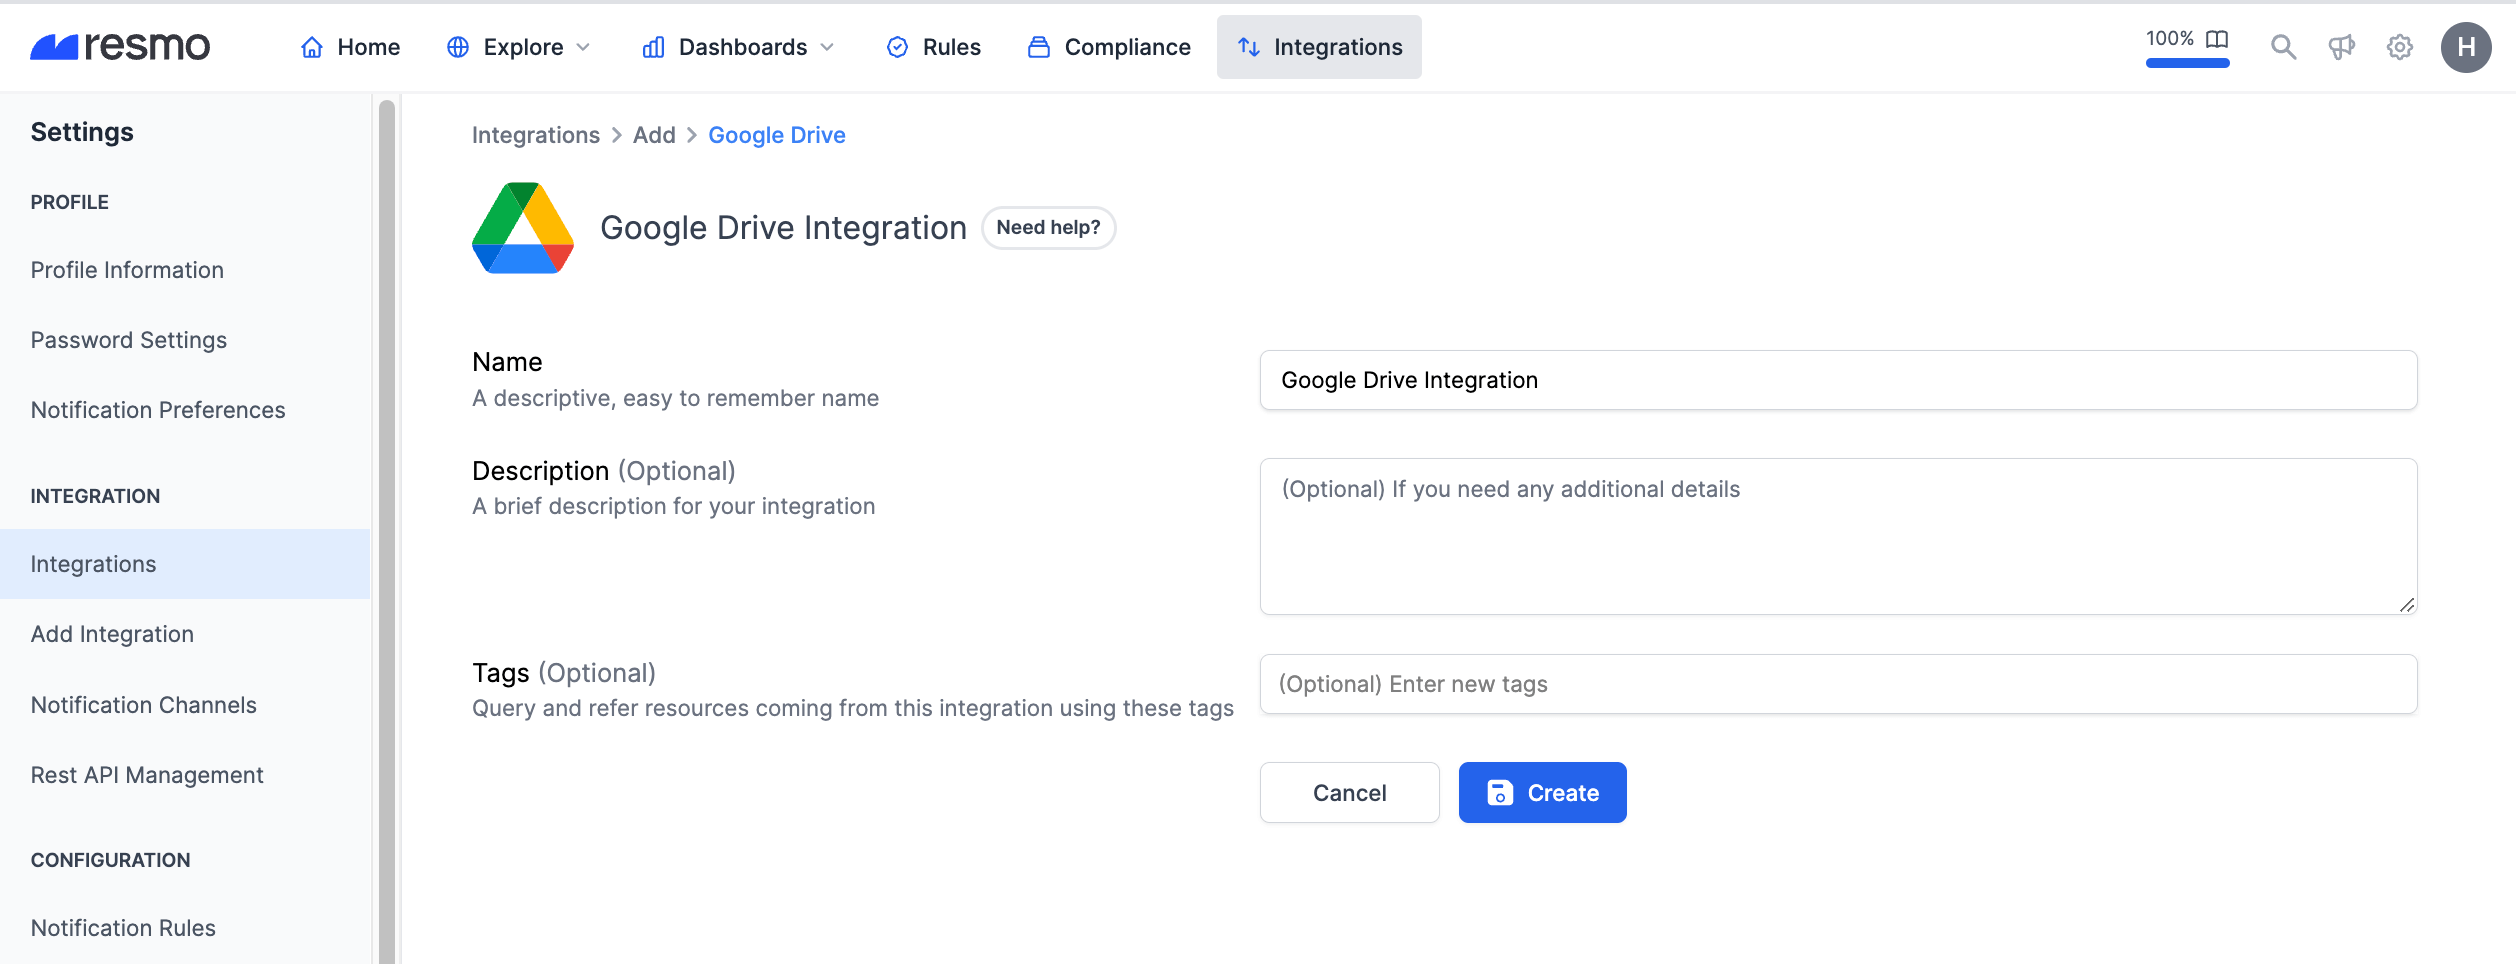 resmo
Home
Explore
Dashboards
Rules
Compliance
Integrations
100%
H
Settings
PROFILE
Profile Information
Password Settings
Notification Preferences
INTEGRATION
Integrations
Add Integration
Notification Channels
Rest API Management
CONFIGURATION
Notification Rules
Integrations > Add > Google Drive
Google Drive Integration
Need help?
Name
A descriptive, easy to remember name
Google Drive Integration
Description (Optional)
A brief description for your integration
(Optional) If you need any additional details
Tags (Optional)
Query and refer resources coming from this integration using these tags
(Optional) Enter new tags
Cancel
Create